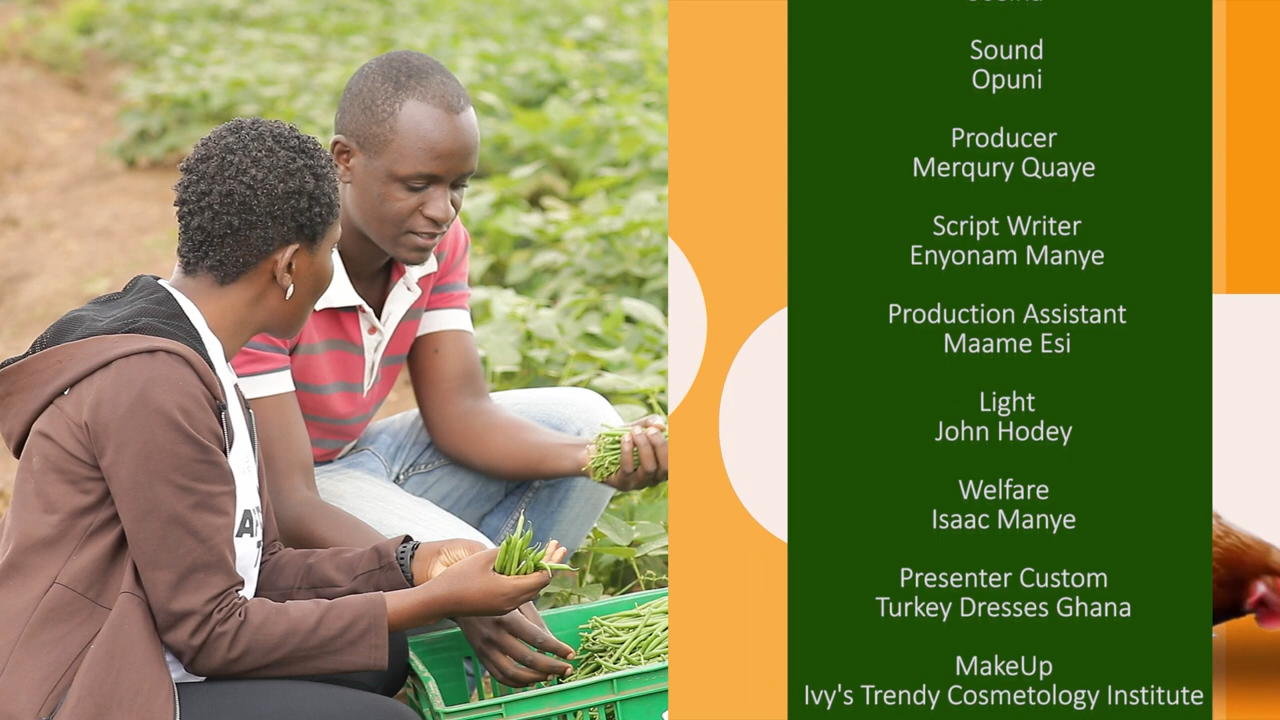 Sound
Opuni
Producer
Merqury Quaye
Script Writer
Enyonam Manye
Production Assistant
Maame Esi
Light
John Hodey
Welfare
Isaac Manye
Presenter Custom
Turkey Dresses Ghana
MakeUp
Ivy's Trendy Cosmetology Institute